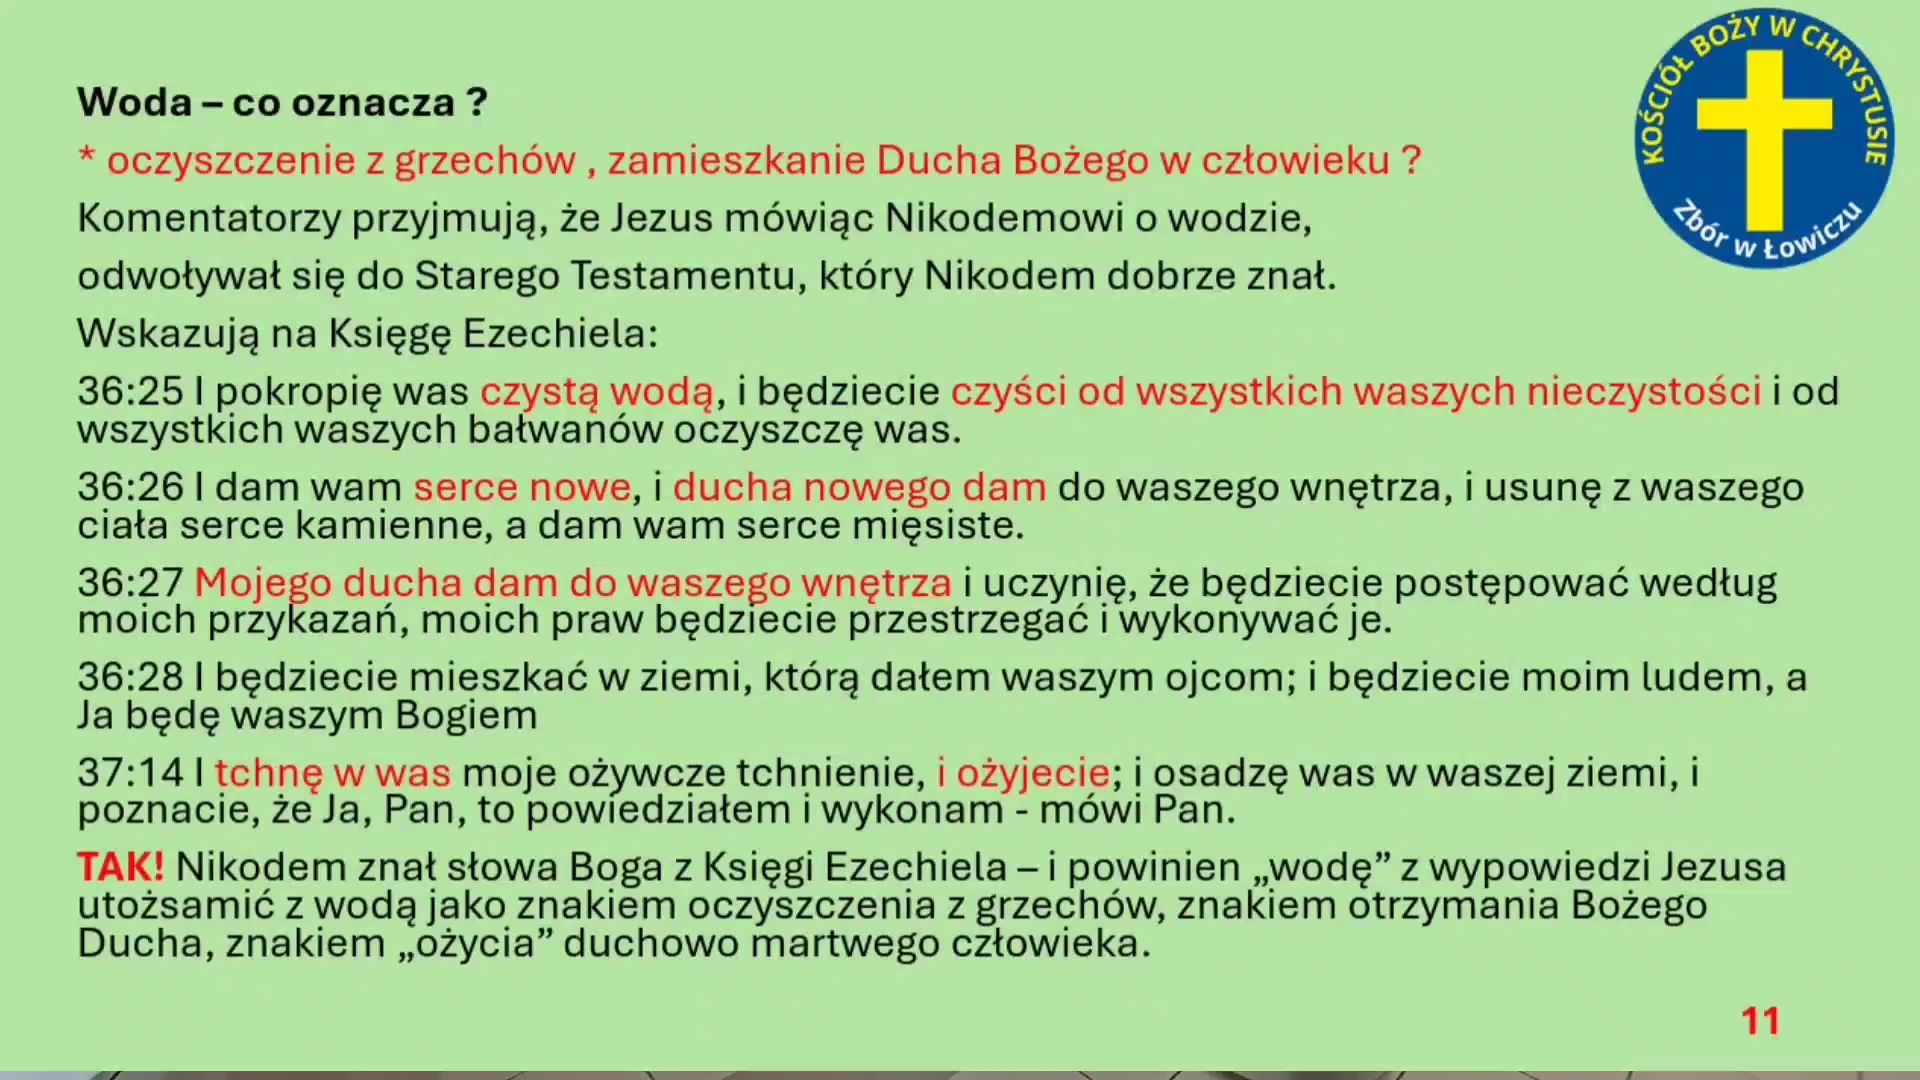 Woda – co oznacza ?
* oczyszczenie z grzechów , zamieszkanie Ducha Bożego w człowieku ?
Komentatorzy przyjmują, że Jezus mówiąc Nikodemowi o wodzie,
odwoływał się do Starego Testamentu, który Nikodem dobrze znał.
Wskazują na Księgę Ezechiela:
36:25 I pokropię was czystą wodą, i będziecie czyści od wszystkich waszych nieczystości i od
wszystkich waszych bałwanów oczyszczę was.
36:26 I dam wam serce nowe, i ducha nowego dam do waszego wnętrza, i usunę z waszego
ciała serce kamienne, a dam wam serce mięsiste.
36:27 Mojego ducha dam do waszego wnętrza i uczynię, że będziecie postępować według
moich przykazań, moich praw będziecie przestrzegać i wykonywać je.
36:28 I będziecie mieszkać w ziemi, którą dałem waszym ojcom; i będziecie moim ludem, a
Ja będę waszym Bogiem
37:14 I tchnę w was moje ożywcze tchnienie, i ożyjecie; i osadzę was w waszej ziemi, i
poznacie, że Ja, Pan, to powiedziałem i wykonam - mówi Pan.
TAK! Nikodem znał słowa Boga z Księgi Ezechiela – i powinien „wodę” z wypowiedzi Jezusa
utożsamić z wodą jako znakiem oczyszczenia z grzechów, znakiem otrzymania Bożego
Ducha, znakiem „ożycia” duchowo martwego człowieka.
11
KOŚCIÓŁ BOŻY W CHRYSTUSIE
Zbór w Łowiczu